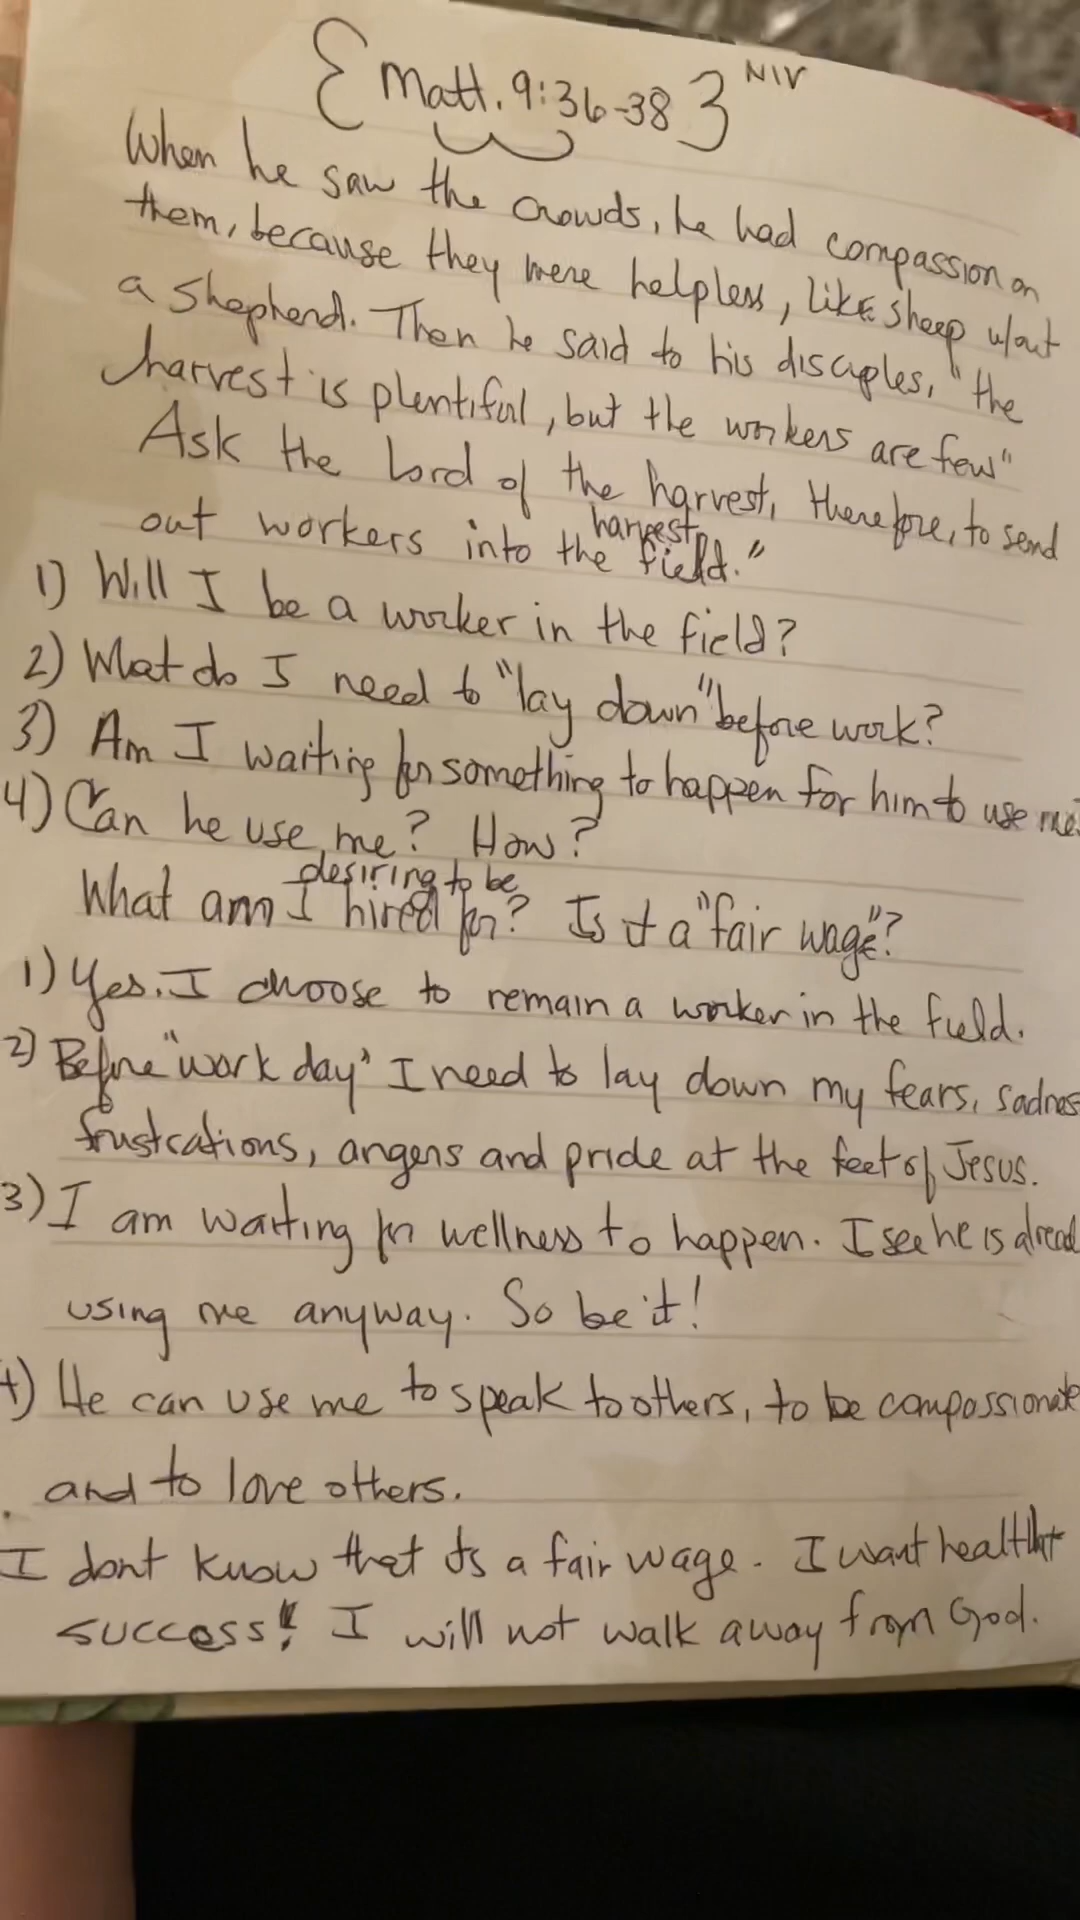 { Matt. 9:36-38 } NIV
When he saw the crowds, he had compassion on
them, because they were helpless, like sheep w/out
a shepherd. Then he said to his disciples, "the
harvest is plentiful, but the workers are few"
Ask the Lord of the harvest, therefore, to send
out workers into the harvest field."
1) Will I be a worker in the field?
2) What do I need to "lay down" before work?
3) Am I waiting for something to happen for him to use me?
4) Can he use me? How?
What am I desiring to be hired for? Is it a "fair wage"?
1) Yes. I choose to remain a worker in the field.
2) Before "work day" I need to lay down my fears, sadness
frustrations, angers and pride at the feet of Jesus.
3) I am waiting for wellness to happen. I see he is alread
using me anyway. So be it!
4) He can use me to speak to others, to be compassionate
and to love others.
I dont know that its a fair wage. I want health +
success! I will not walk away from God.